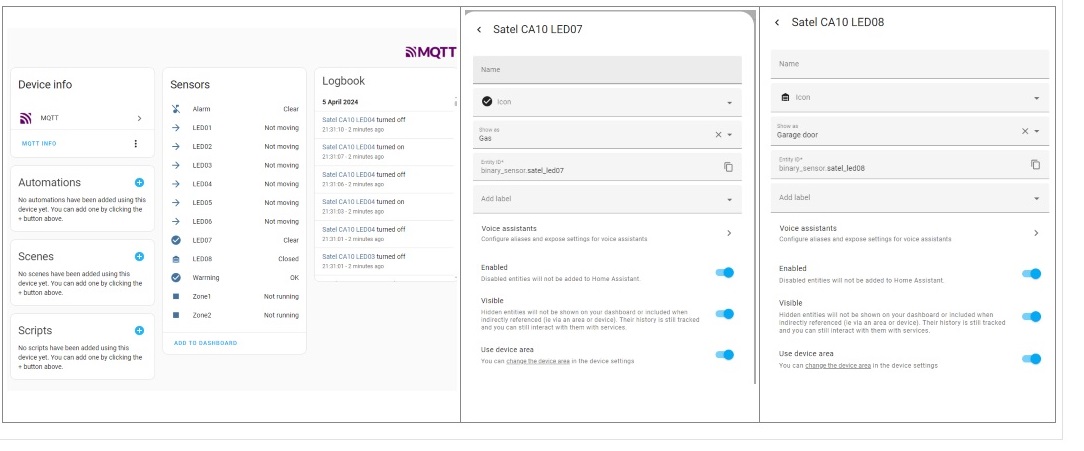 MQTT
Device info
MQTT
MQTT INFO
Automations
No automations have been added using this
device yet. You can add one by clicking the
+ button above.
Scenes
No scenes have been added using this
device yet. You can add one by clicking the
+ button above.
Scripts
No scripts have been added using this
device yet. You can add one by clicking the
+ button above.
Sensors
Alarm Clear
LED01 Not moving
LED02 Not moving
LED03 Not moving
LED04 Not moving
LED05 Not moving
LED06 Not moving
LED07 Clear
LED08 Closed
Warming OK
Zone1 Not running
Zone2 Not running
ADD TO DASHBOARD
Logbook
5 April 2024
Satel CA10 LED04 turned off
21:31:10 - 2 minutes ago
Satel CA10 LED04 turned on
21:31:07 - 2 minutes ago
Satel CA10 LED04 turned off
21:31:06 - 2 minutes ago
Satel CA10 LED04 turned on
21:31:03 - 2 minutes ago
Satel CA10 LED04 turned off
21:31:01 - 2 minutes ago
Satel CA10 LED03 turned off
21:31:01 - 2 minutes ago
Satel CA10 LED07
Name
Icon
Show as
Gas
Entity ID*
binary_sensor.satel_led07
Add label
Voice assistants
Configure aliases and expose settings for voice assistants
Enabled
Disabled entities will not be added to Home Assistant.
Visible
Hidden entities will not be shown on your dashboard or included when
indirectly referenced (ie via an area or device). Their history is still tracked
and you can still interact with them with services.
Use device area
You can change the device area in the device settings
Satel CA10 LED08
Name
Icon
Show as
Garage door
Entity ID*
binary_sensor.satel_led08
Add label
Voice assistants
Configure aliases and expose settings for voice assistants
Enabled
Disabled entities will not be added to Home Assistant.
Visible
Hidden entities will not be shown on your dashboard or included when
indirectly referenced (ie via an area or device). Their history is still tracked
and you can still interact with them with services.
Use device area
You can change the device area in the device settings